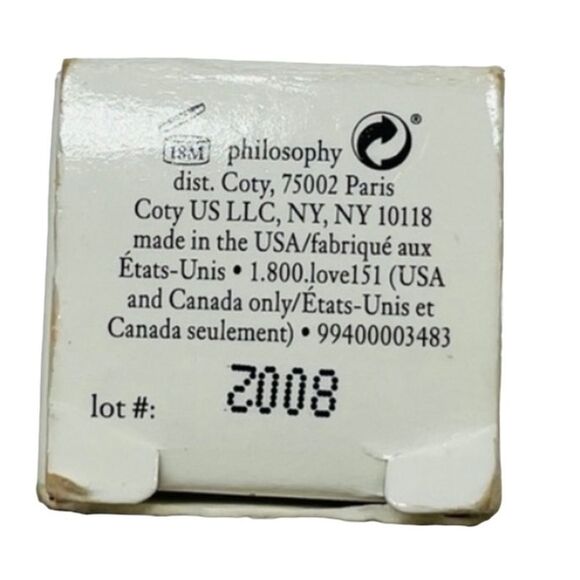 18M philosophy ®
dist. Coty, 75002 Paris
Coty US LLC, NY, NY 10118
made in the USA/fabriqué aux
États-Unis • 1.800.love151 (USA
and Canada only/États-Unis et
Canada seulement) • 99400003483
lot #: 2008